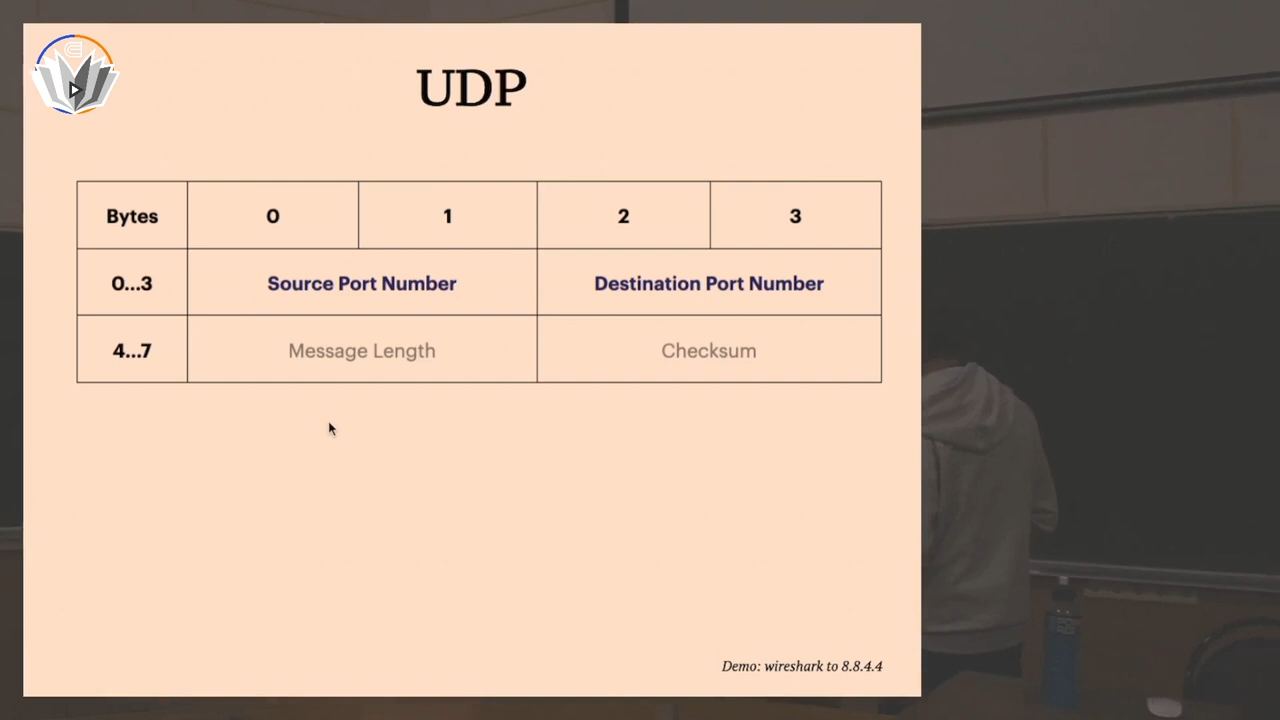 UDP
Bytes 0 1 2 3
0...3 Source Port Number Destination Port Number
4...7 Message Length Checksum
Demo: wireshark to 8.8.4.4